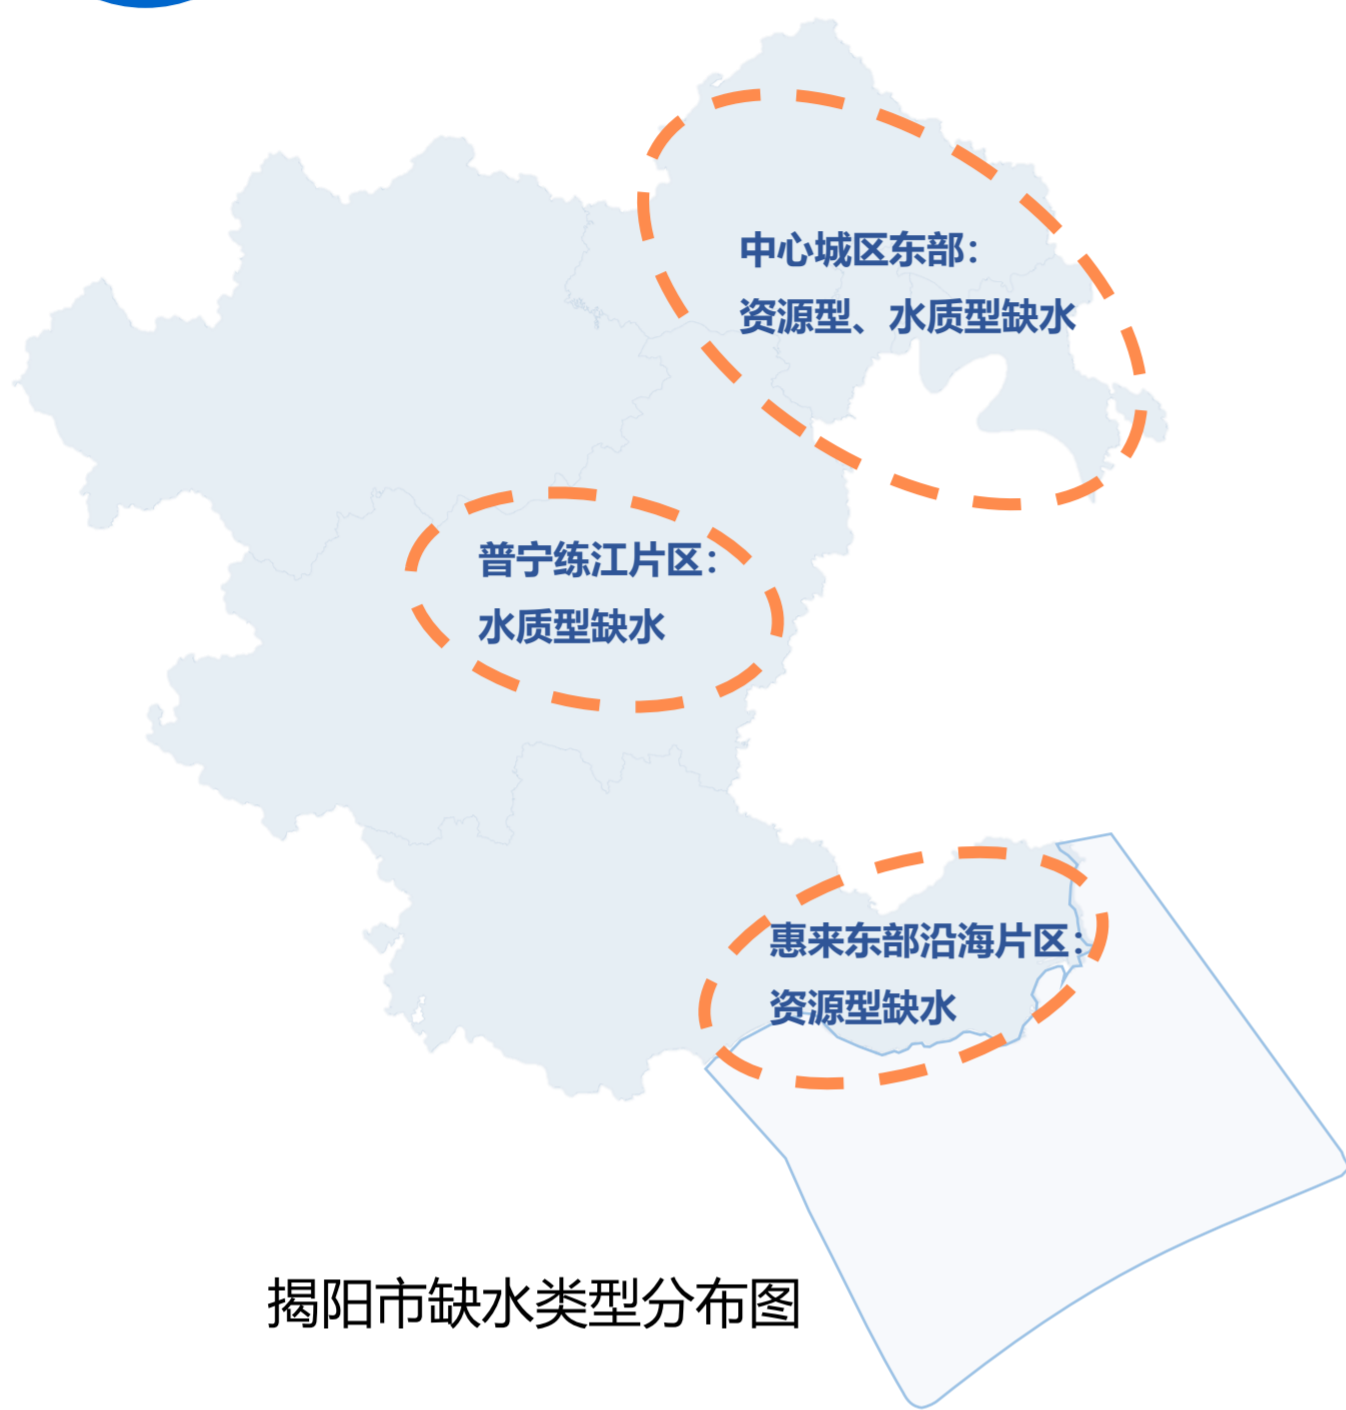 中心城区东部：
资源型、水质型缺水
普宁练江片区：
水质型缺水
惠来东部沿海片区：
资源型缺水
揭阳市缺水类型分布图